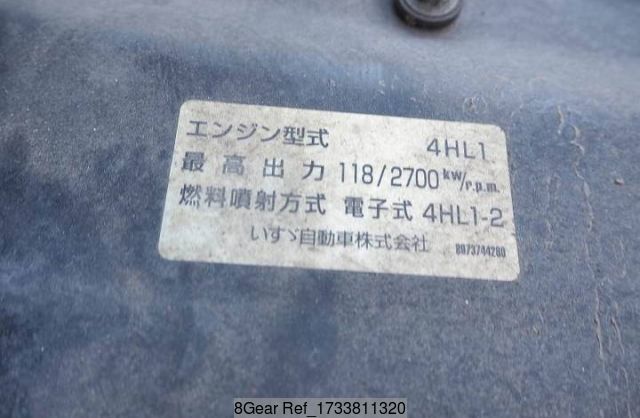 エンジン型式 4HL1
最高出力 118/2700 kW/r.p.m.
燃料噴射方式 電子式 4HL1-2
いすゞ自動車株式会社 8973744280
8Gear Ref_1733811320